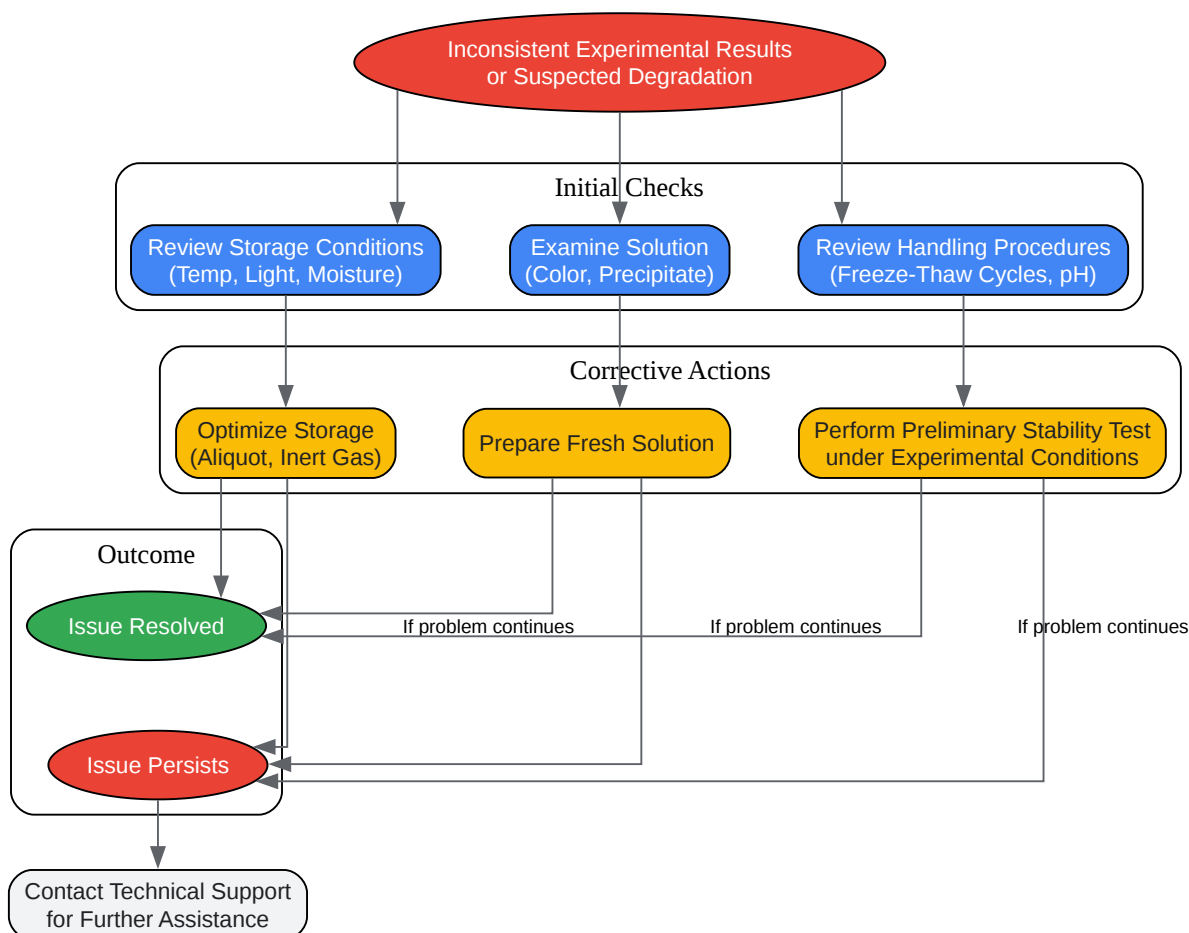 Inconsistent Experimental Results
or Suspected Degradation
Initial Checks
Review Storage Conditions
(Temp, Light, Moisture)
Examine Solution
(Color, Precipitate)
Review Handling Procedures
(Freeze-Thaw Cycles, pH)
Corrective Actions
Optimize Storage
(Aliquot, Inert Gas)
Prepare Fresh Solution
Perform Preliminary Stability Test
under Experimental Conditions
Outcome
Issue Resolved
If problem continues
If problem continues
If problem continues
Issue Persists
Contact Technical Support
for Further Assistance